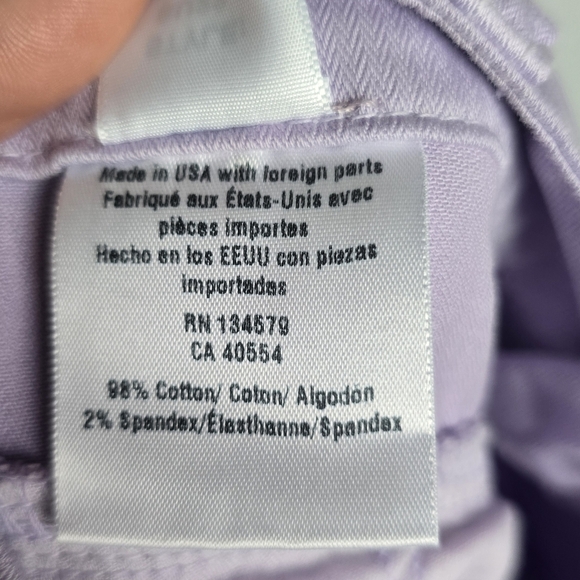 Made in USA with foreign parts
Fabriqué aux États-Unis avec
pièces importes
Hecho en los EEUU con piezas
importadas
RN 134579
CA 40554
98% Cotton/ Coton/ Algodón
2% Spandex/Élasthanne/Spandex